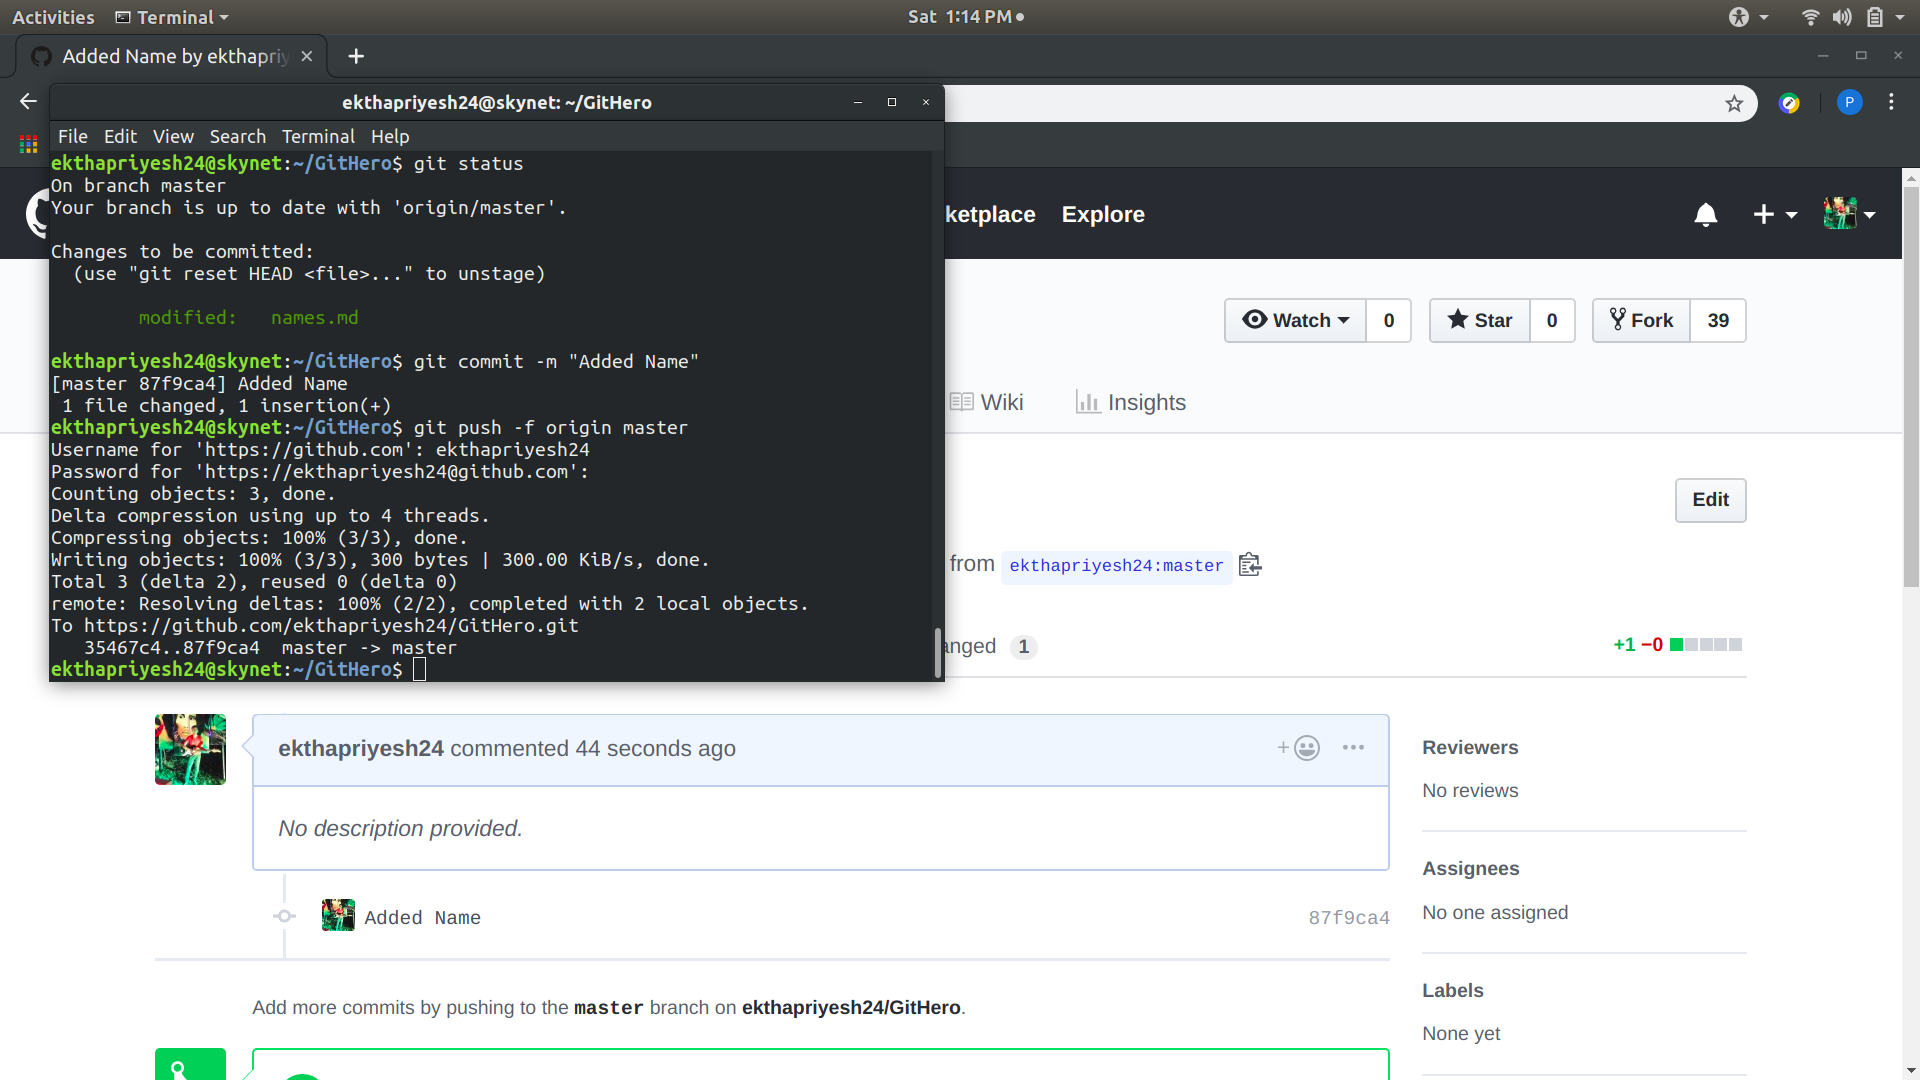 Activities Terminal Sat 1:14 PM
Added Name by ekthapriy
P
ekthapriyesh24@skynet: ~/GitHero
File Edit View Search Terminal Help
ekthapriyesh24@skynet:~/GitHero$ git status
On branch master
Your branch is up to date with 'origin/master'.
Changes to be committed:
(use "git reset HEAD <file>..." to unstage)
modified: names.md
ekthapriyesh24@skynet:~/GitHero$ git commit -m "Added Name"
[master 87f9ca4] Added Name
1 file changed, 1 insertion(+)
ekthapriyesh24@skynet:~/GitHero$ git push -f origin master
Username for 'https://github.com': ekthapriyesh24
Password for 'https://ekthapriyesh24@github.com':
Counting objects: 3, done.
Delta compression using up to 4 threads.
Compressing objects: 100% (3/3), done.
Writing objects: 100% (3/3), 300 bytes | 300.00 KiB/s, done.
Total 3 (delta 2), reused 0 (delta 0)
remote: Resolving deltas: 100% (2/2), completed with 2 local objects.
To https://github.com/ekthapriyesh24/GitHero.git
35467c4..87f9ca4 master -> master
ekthapriyesh24@skynet:~/GitHero$
ketplace Explore
Watch 0 Star 0 Fork 39
Wiki Insights
Edit
from ekthapriyesh24:master
anged 1 +1 −0
ekthapriyesh24 commented 44 seconds ago
No description provided.
Added Name 87f9ca4
Add more commits by pushing to the master branch on ekthapriyesh24/GitHero.
Reviewers
No reviews
Assignees
No one assigned
Labels
None yet